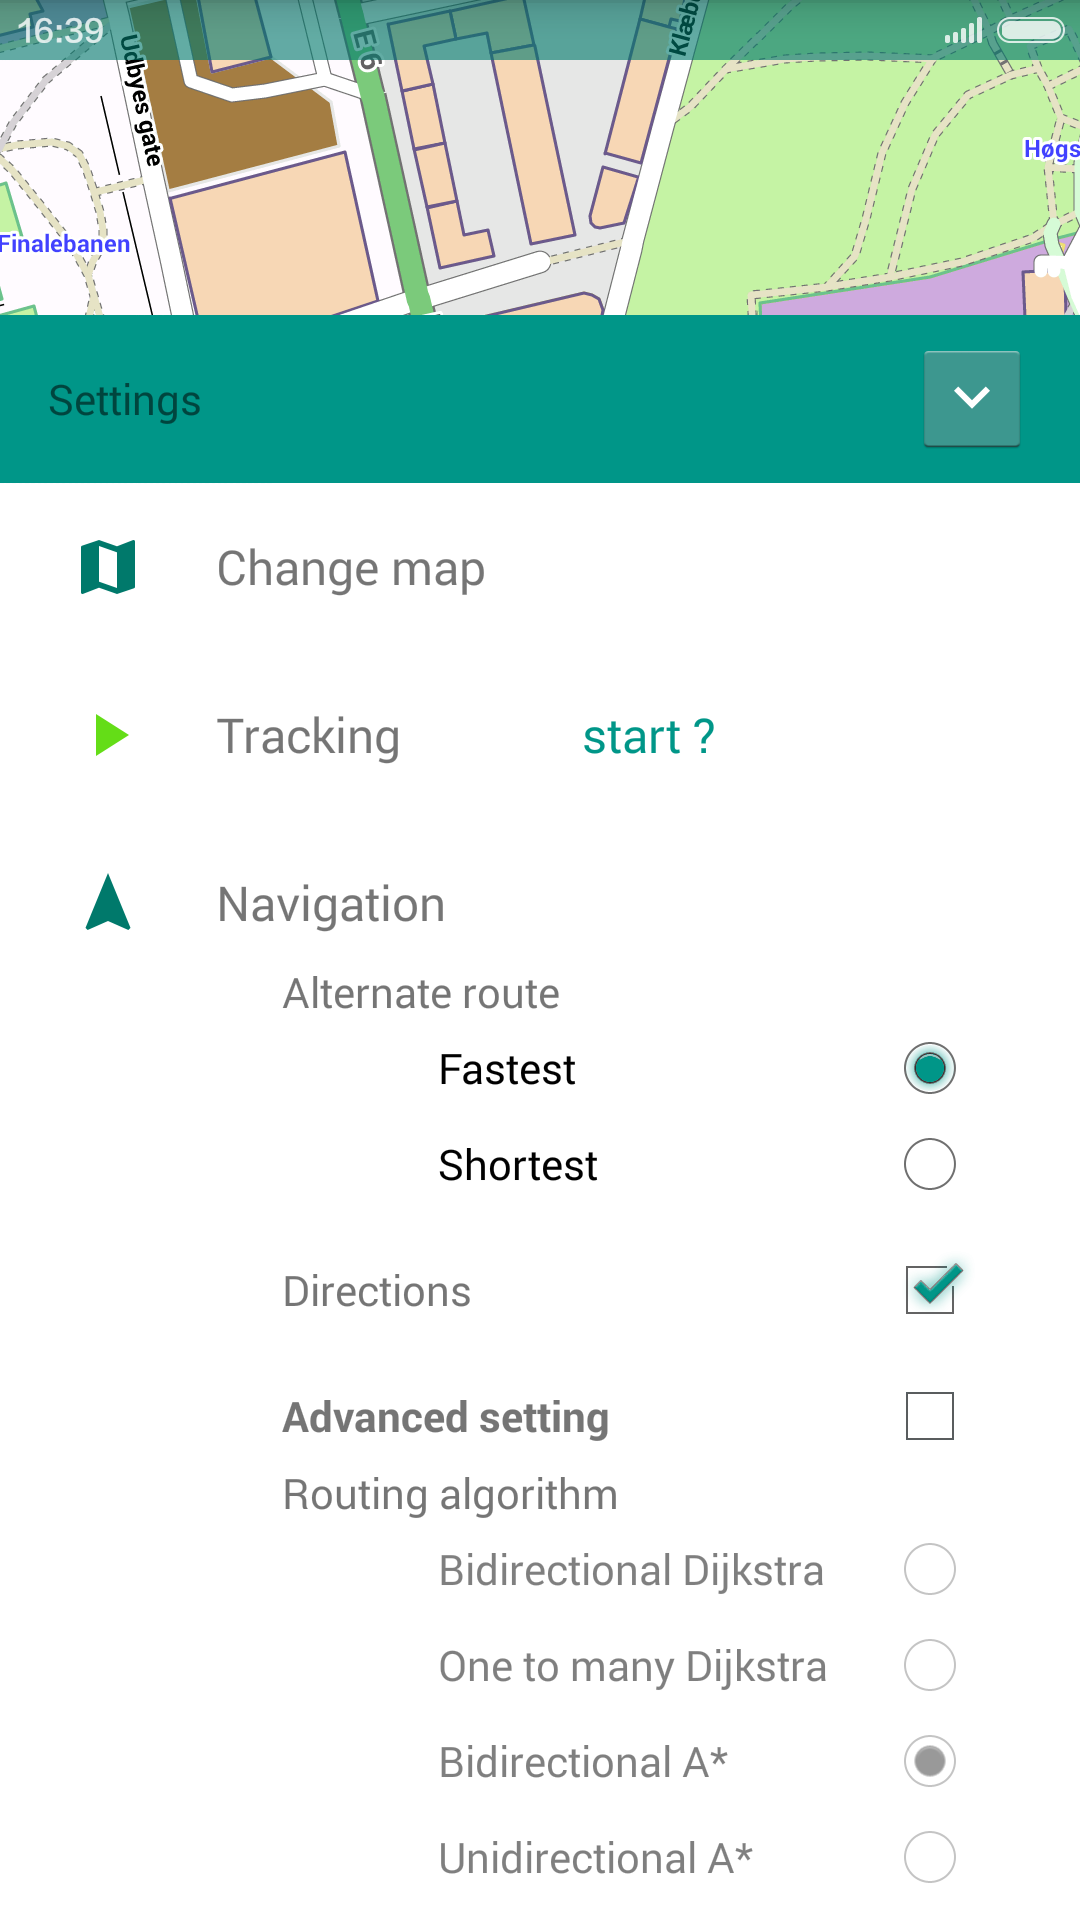 16:39
Udbyes gate
E6
Klæbu
Høgs
Finalebanen
Settings
Change map
Tracking
start ?
Navigation
Alternate route
Fastest
Shortest
Directions
Advanced setting
Routing algorithm
Bidirectional Dijkstra
One to many Dijkstra
Bidirectional A*
Unidirectional A*